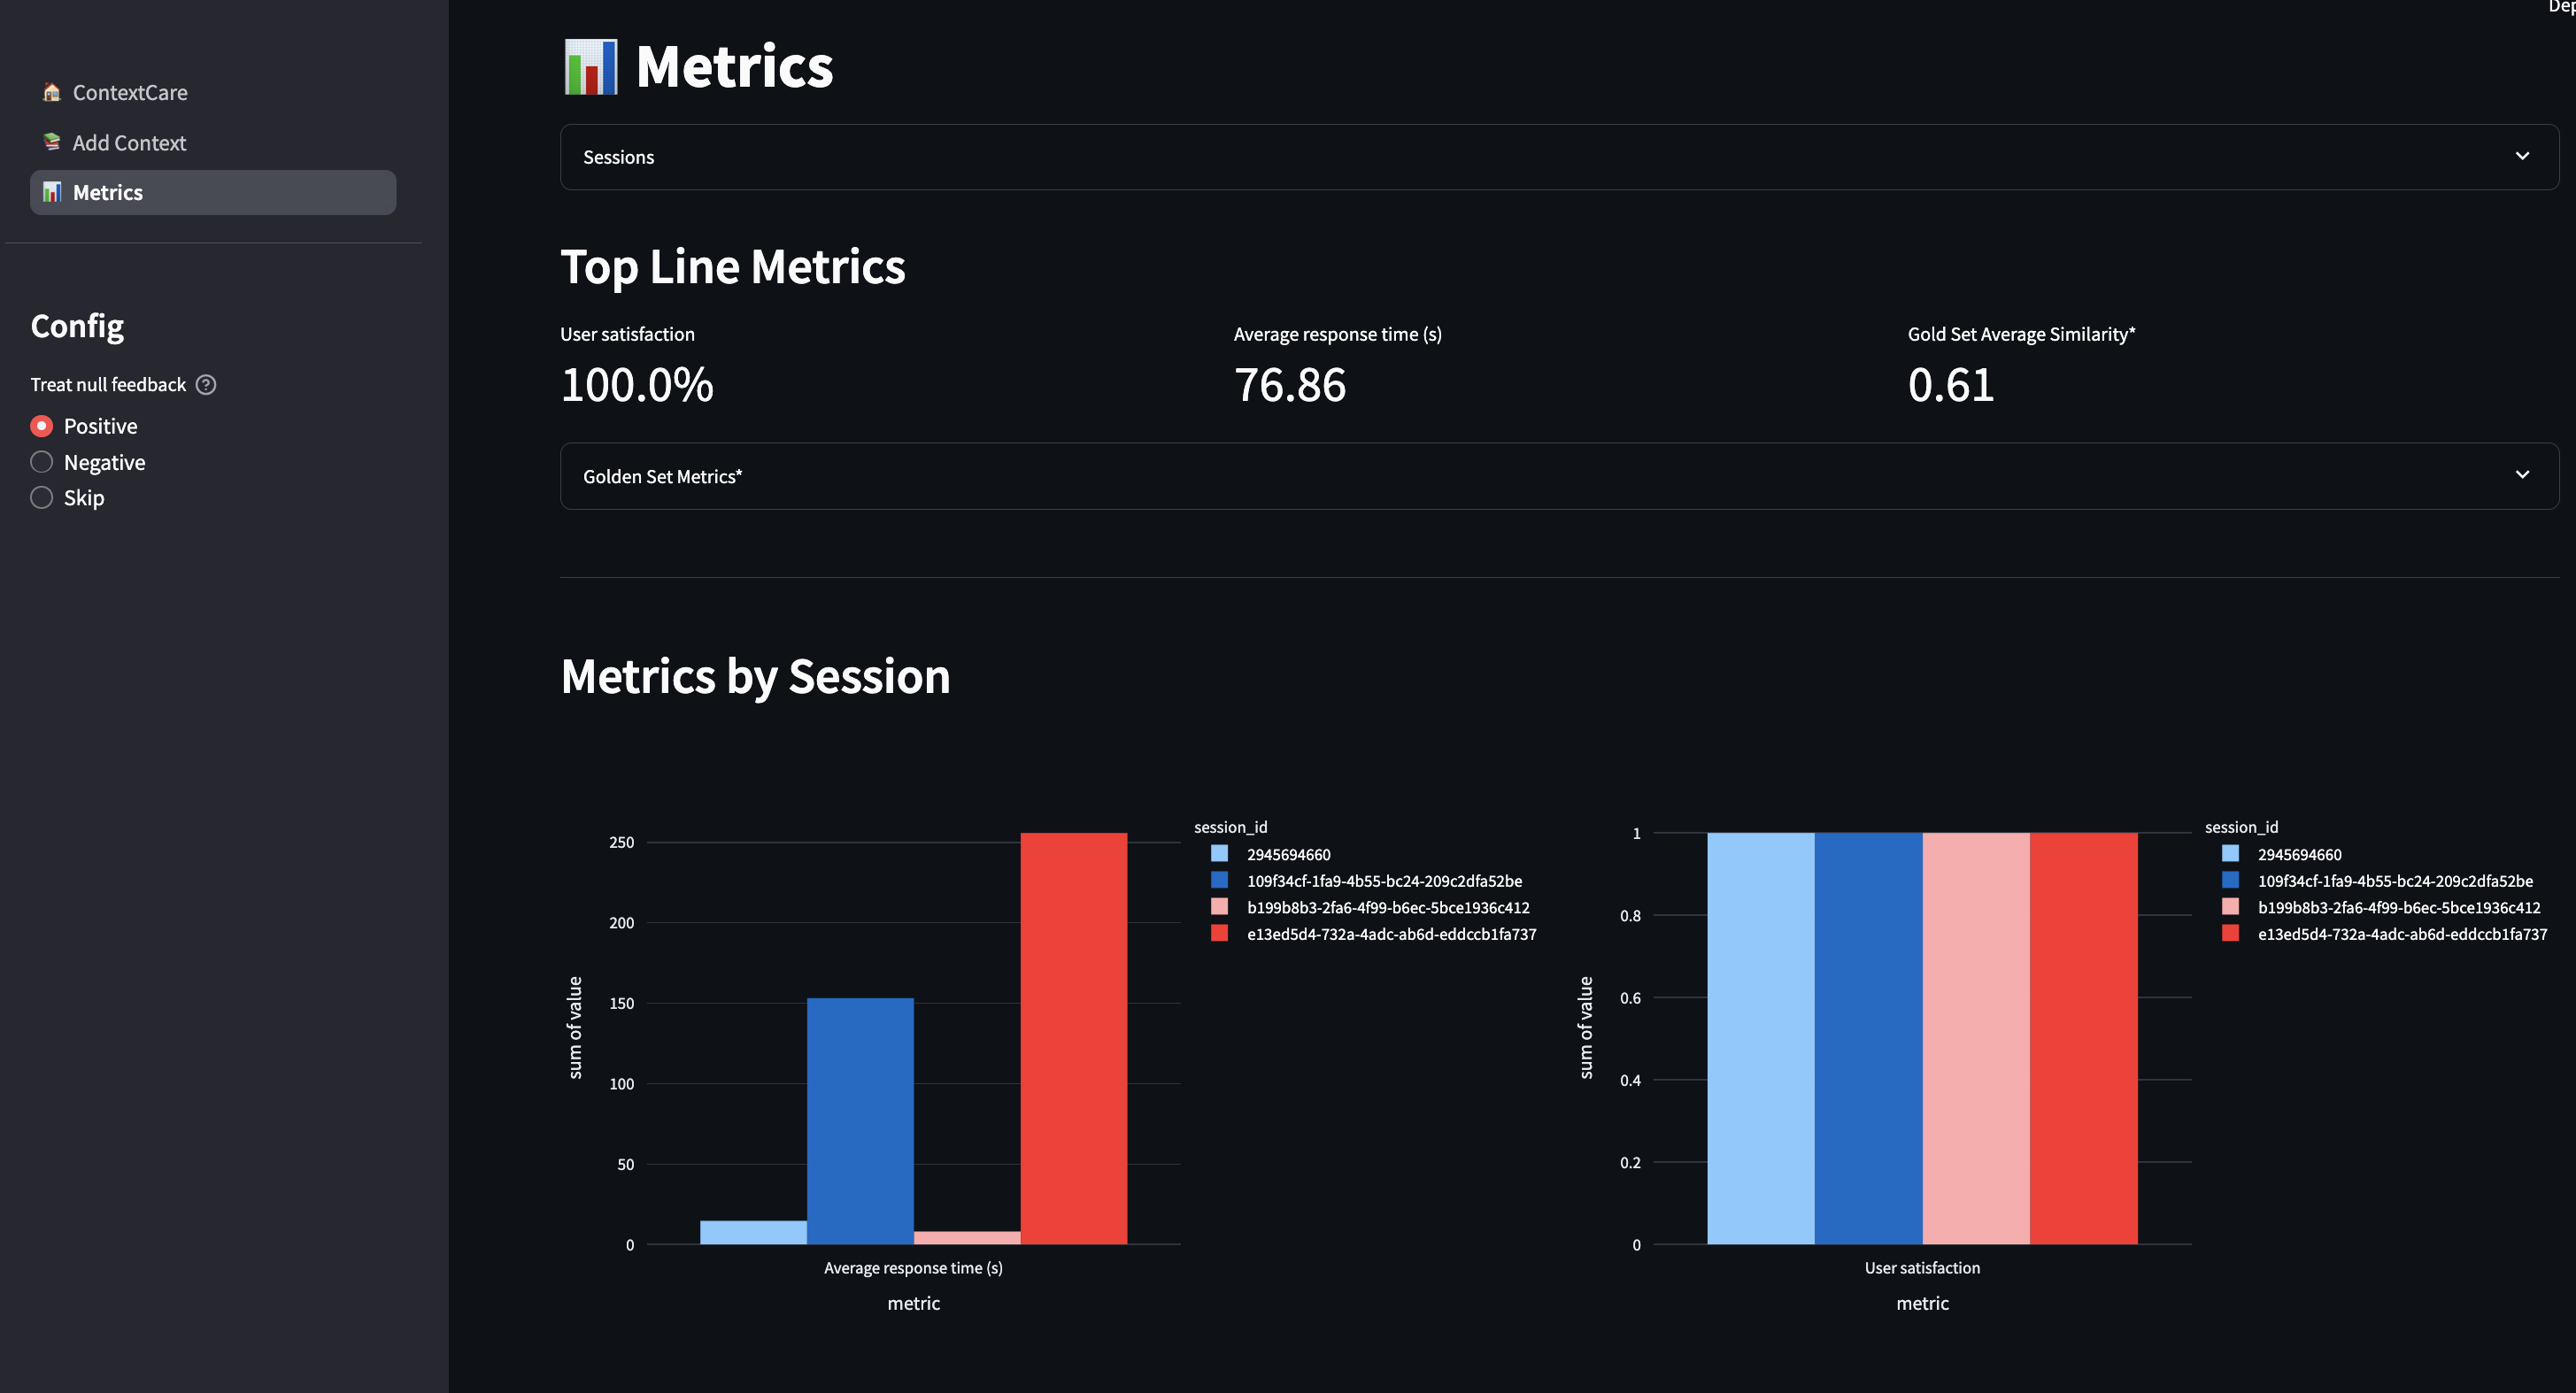 ContextCare
Add Context
Metrics
Config
Treat null feedback
Positive
Negative
Skip
Metrics
Sessions
Top Line Metrics
User satisfaction
100.0%
Average response time (s)
76.86
Gold Set Average Similarity*
0.61
Golden Set Metrics*
Metrics by Session
250
200
150
100
50
0
sum of value
Average response time (s)
metric
session_id
2945694660
109f34cf-1fa9-4b55-bc24-209c2dfa52be
b199b8b3-2fa6-4f99-b6ec-5bce1936c412
e13ed5d4-732a-4adc-ab6d-eddccb1fa737
1
0.8
0.6
0.4
0.2
0
sum of value
User satisfaction
metric
session_id
2945694660
109f34cf-1fa9-4b55-bc24-209c2dfa52be
b199b8b3-2fa6-4f99-b6ec-5bce1936c412
e13ed5d4-732a-4adc-ab6d-eddccb1fa737